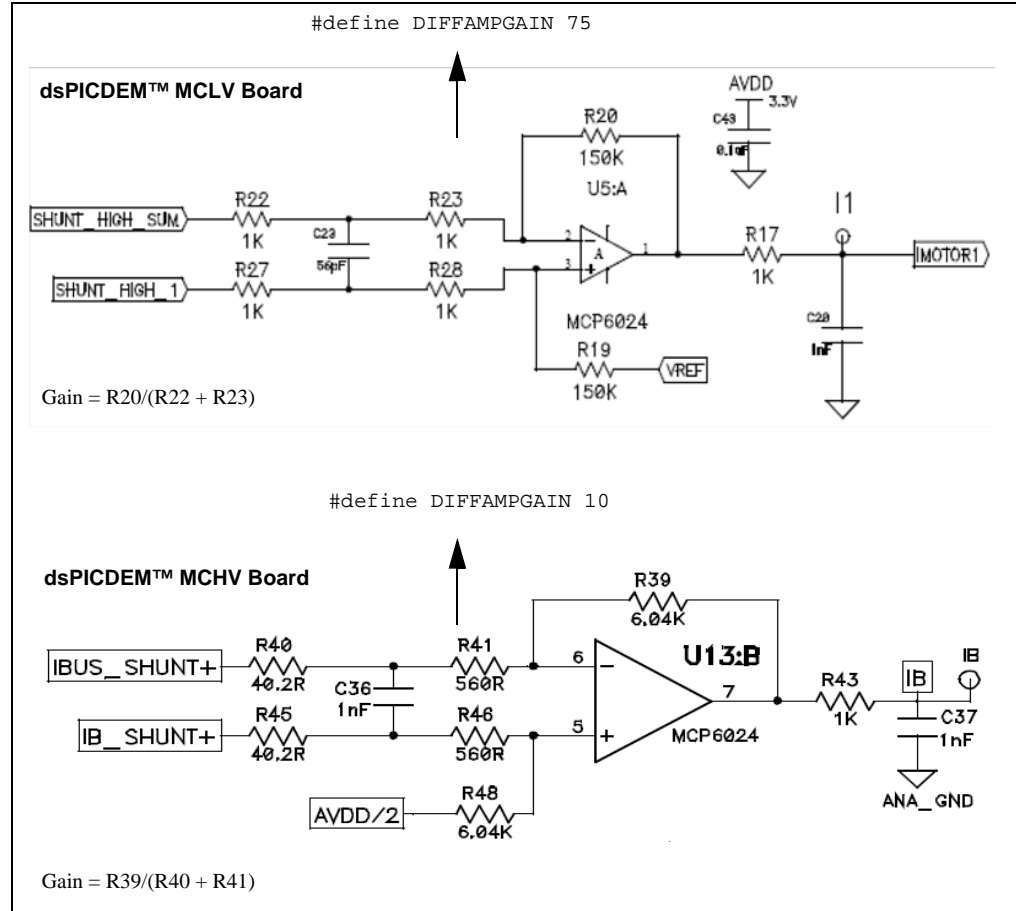 #define DIFFAMPGAIN 75
dsPICDEM™ MCLV Board
AVDD
3.3V
C43
0.1uF
R20
150K
U5:A
I1
R22
R23
R17
SHUNT_HIGH_SUM
1K
C23
1K
2
-
A
1
1K
IMOTOR1
56pF
R27
R28
3
+
SHUNT_HIGH_1
1K
1K
MCP6024
C20
1nF
R19
VREF
150K
Gain = R20/(R22 + R23)
#define DIFFAMPGAIN 10
dsPICDEM™ MCHV Board
R39
6.04K
R40
R41
U13:B
IBUS_SHUNT+
40.2R
560R
6
-
IB
IB
C36
1nF
7
R43
1K
C37
1nF
R45
R46
IB_SHUNT+
40.2R
560R
5
+
MCP6024
R48
AVDD/2
6.04K
ANA_GND
Gain = R39/(R40 + R41)